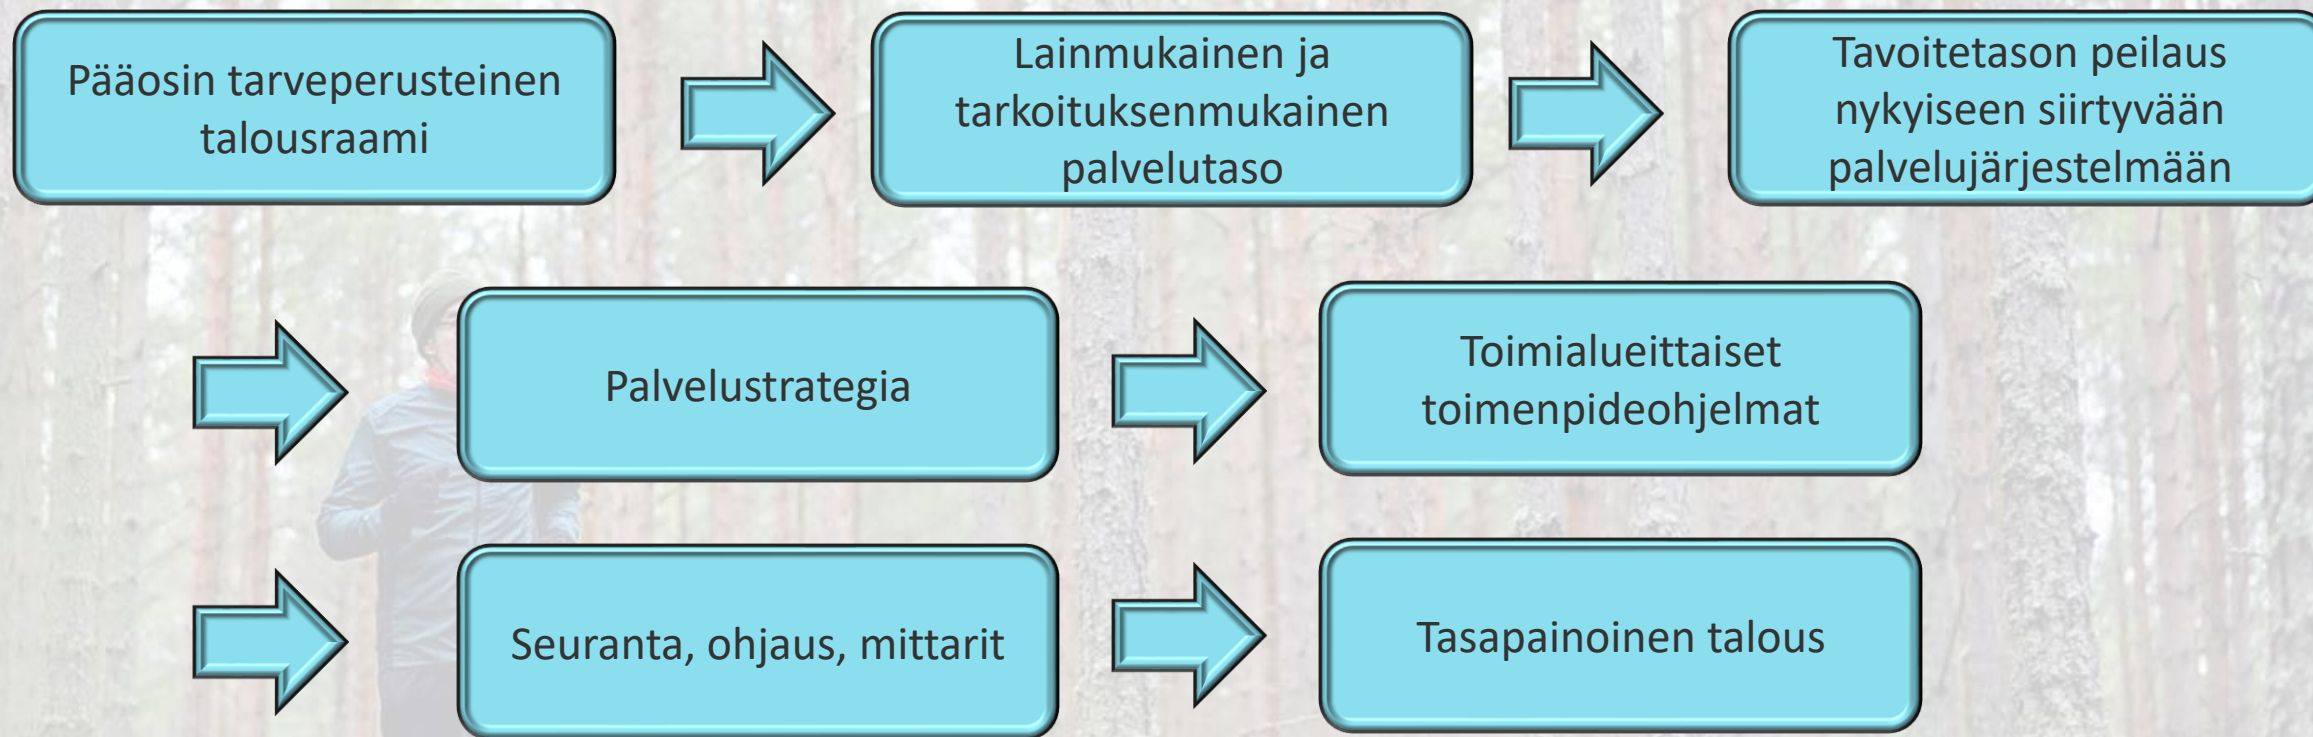 Pääosin tarveperusteinen
talousraami
Lainmukainen ja
tarkoituksenmukainen
palvelutaso
Tavoitetason peilaus
nykyiseen siirtyvään
palvelujärjestelmään
Palvelustrategia
Toimialueittaiset
toimenpideohjelmat
Seuranta, ohjaus, mittarit
Tasapainoinen talous